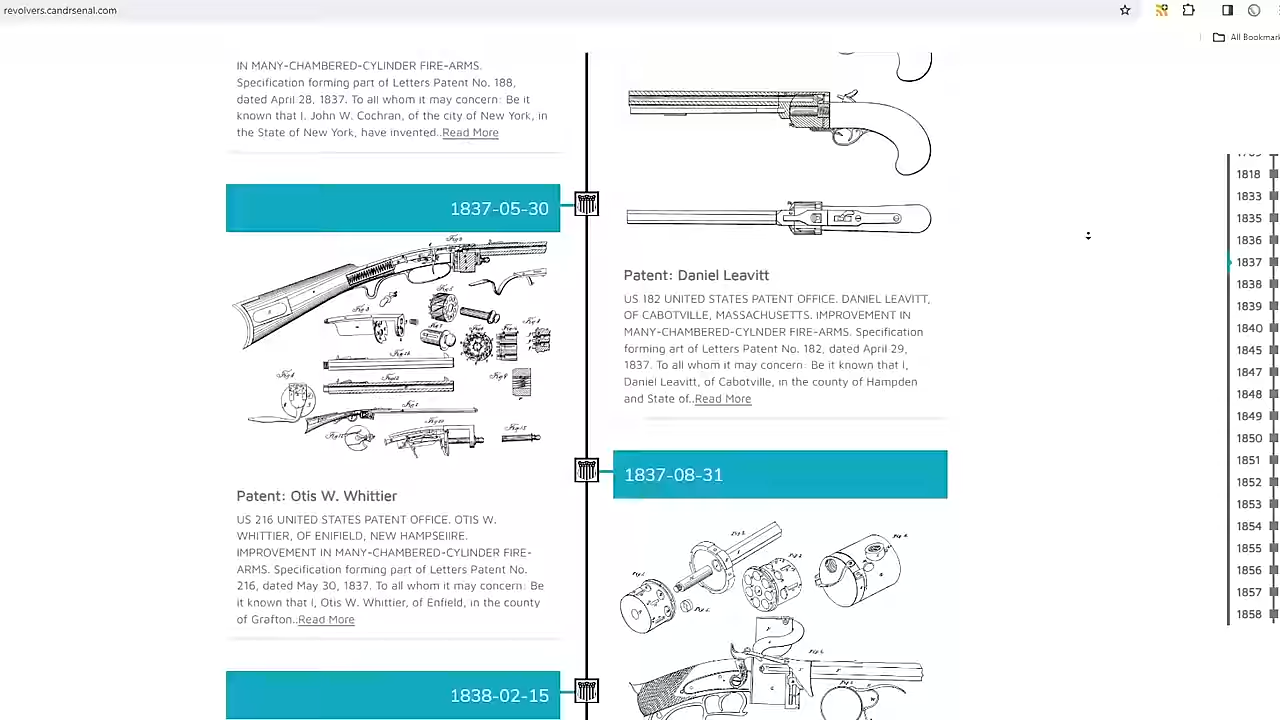 revolvers.candrsenal.com
All Bookmark
IN MANY-CHAMBERED-CYLINDER FIRE-ARMS.
Specification forming part of Letters Patent No. 188,
dated April 28, 1837. To all whom it may concern: Be it
known that I. John W. Cochran, of the city of New York, in
the State of New York, have invented..Read More
1837-05-30
Patent: Otis W. Whittier
US 216 UNITED STATES PATENT OFFICE. OTIS W.
WHITTIER, OF ENIFIELD, NEW HAMPSEIIRE.
IMPROVEMENT IN MANY-CHAMBERED-CYLINDER FIRE-
ARMS. Specification forming part of Letters Patent No.
216, dated May 30, 1837. To all whom it may concern: Be
it known that i, Otis W. Whittier, of Enfield, in the county
of Grafton..Read More
1838-02-15
Patent: Daniel Leavitt
US 182 UNITED STATES PATENT OFFICE. DANIEL LEAVITT,
OF CABOTVILLE, MASSACHUSETTS. IMPROVEMENT IN
MANY-CHAMBERED-CYLNDER FIRE-ARMS. Specification
forming art of Letters Patent No. 182, dated April 29,
1837. To all whom it may concern: Be it known that i,
Daniel Leavitt, of Cabotville, in the county of Hampden
and State of..Read More
1837-08-31
1818
1833
1835
1836
1837
1838
1839
1840
1845
1847
1848
1849
1850
1851
1852
1853
1854
1855
1856
1857
1858